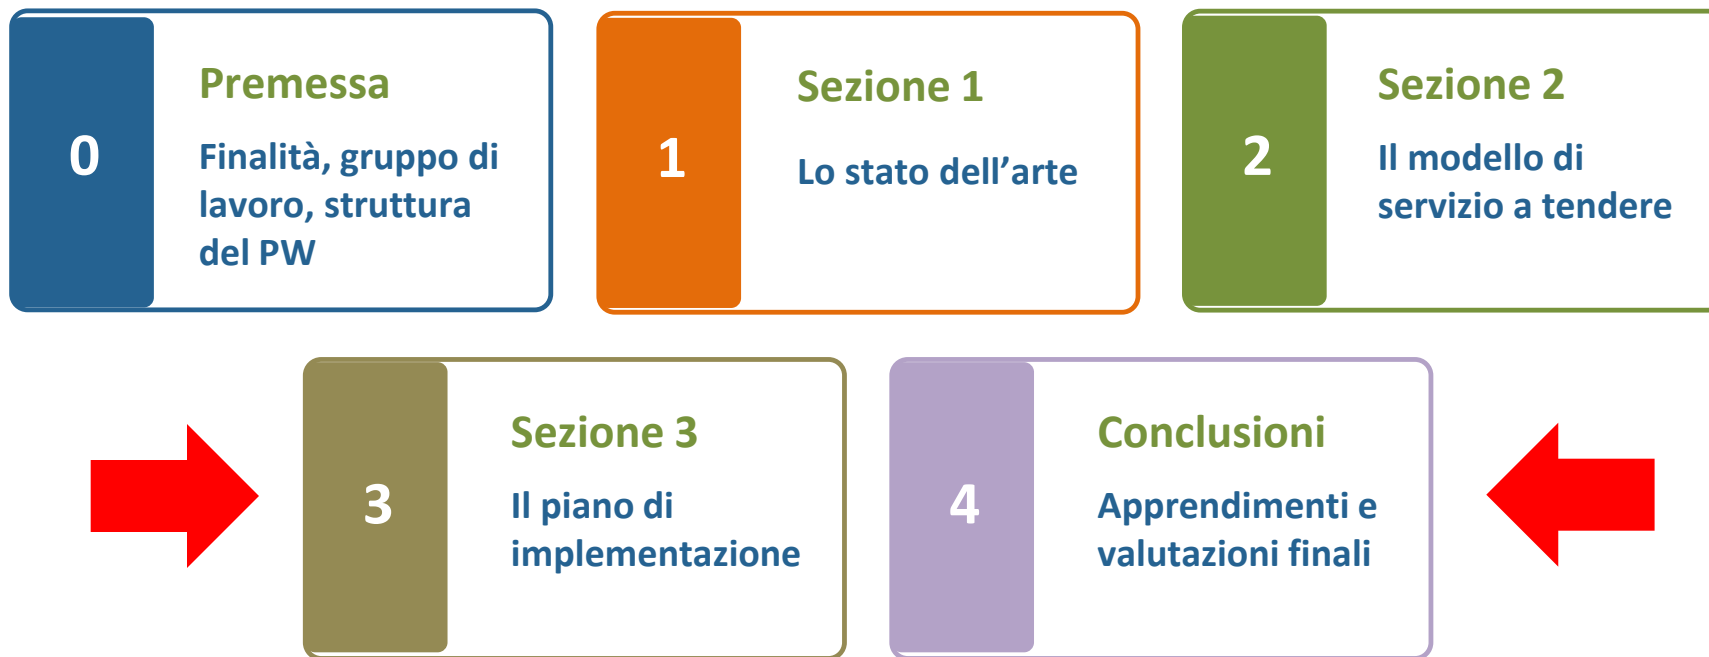 0
Premessa
Finalità, gruppo di
lavoro, struttura
del PW
1
Sezione 1
Lo stato dell’arte
2
Sezione 2
Il modello di
servizio a tendere
3
Sezione 3
Il piano di
implementazione
4
Conclusioni
Apprendimenti e
valutazioni finali